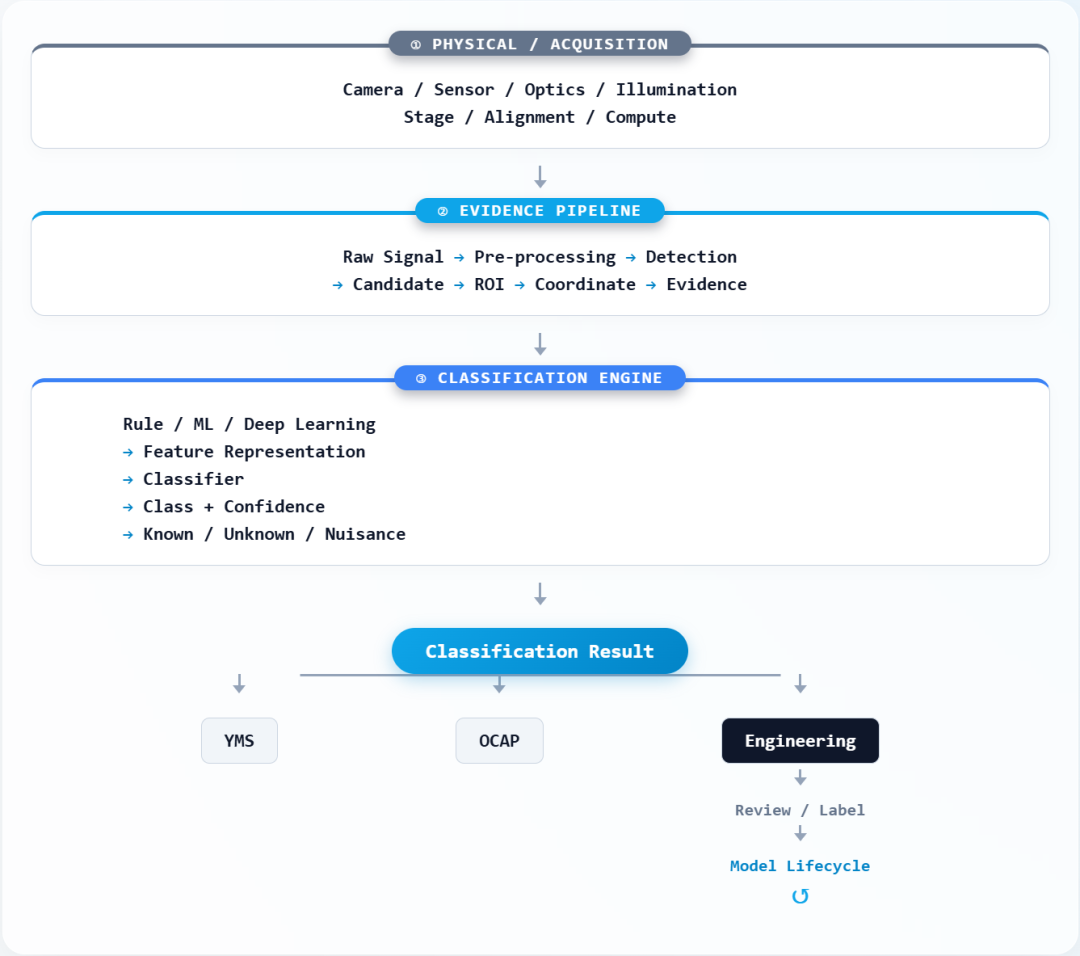 ① PHYSICAL / ACQUISITION
Camera / Sensor / Optics / Illumination
Stage / Alignment / Compute
② EVIDENCE PIPELINE
Raw Signal → Pre-processing → Detection
→ Candidate → ROI → Coordinate → Evidence
③ CLASSIFICATION ENGINE
Rule / ML / Deep Learning
→ Feature Representation
→ Classifier
→ Class + Confidence
→ Known / Unknown / Nuisance
Classification Result
YMS
OCAP
Engineering
Review / Label
Model Lifecycle
↺